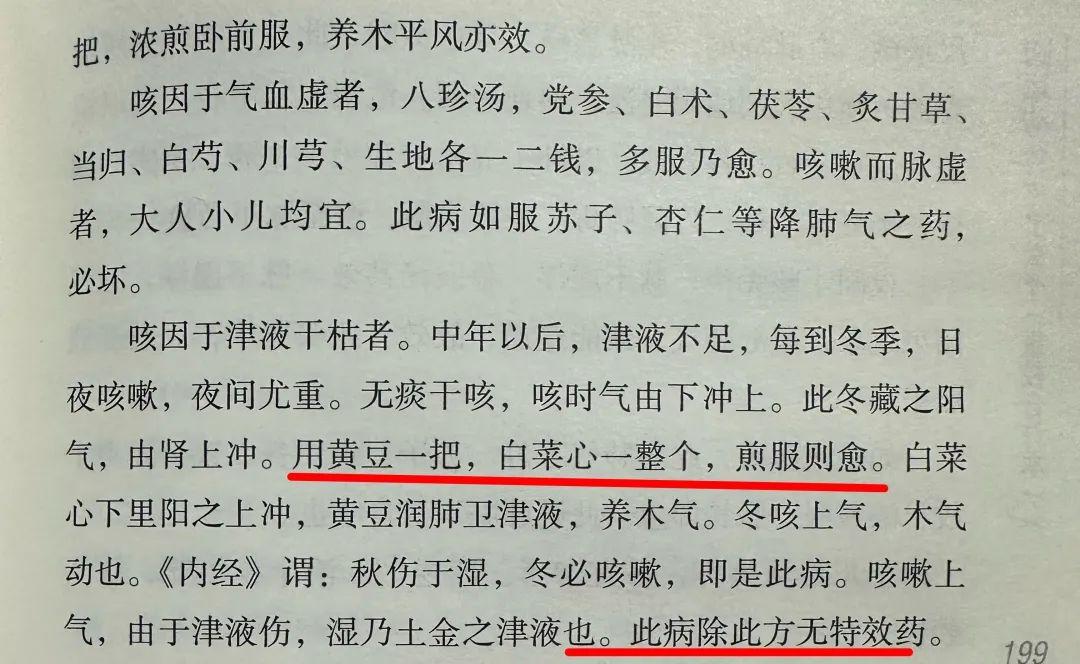 把，浓煎卧前服，养木平风亦效。
咳因于气血虚者，八珍汤，党参、白术、茯苓、炙甘草、
当归、白芍、川芎、生地各一二钱，多服乃愈。咳嗽而脉虚
者，大人小儿均宜。此病如服苏子、杏仁等降肺气之药，
必坏。
咳因于津液干枯者。中年以后，津液不足，每到冬季，日
夜咳嗽，夜间尤重。无痰干咳，咳时气由下冲上。此冬藏之阳
气，由肾上冲。用黄豆一把，白菜心一整个，煎服则愈。白菜
心下里阳之上冲，黄豆润肺卫津液，养木气。冬咳上气，木气
动也。《内经》谓：秋伤于湿，冬必咳嗽，即是此病。咳嗽上
气，由于津液伤，湿乃土金之津液也。此病除此方无特效药。
199